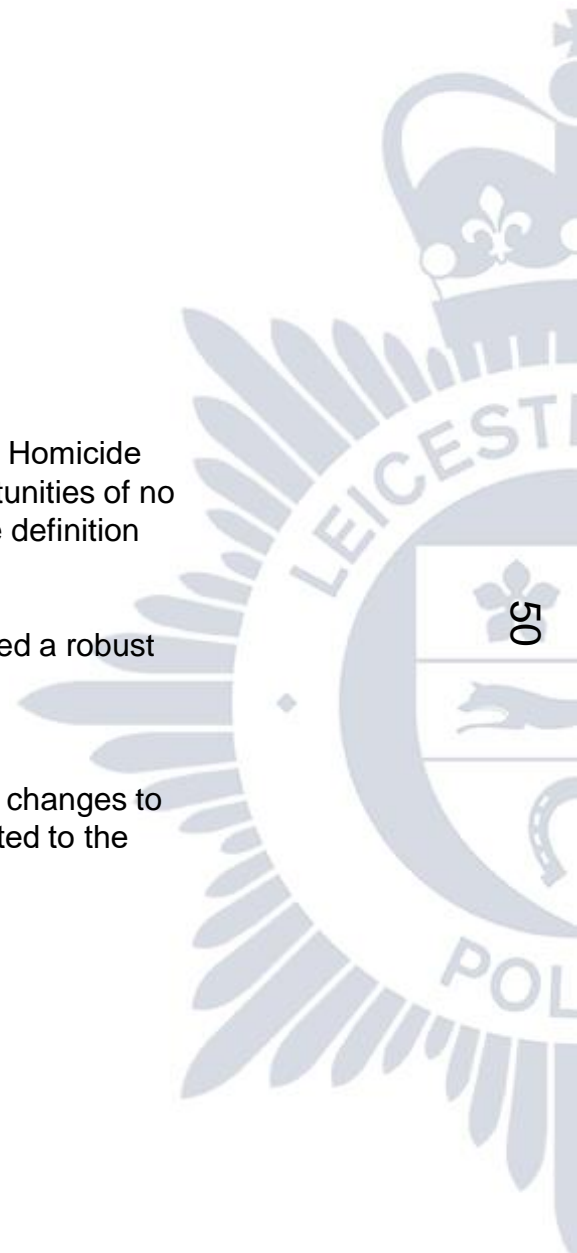 Homicide
tunities of no
definition
ed a robust
changes to
ted to the
50
LEICEST
POL